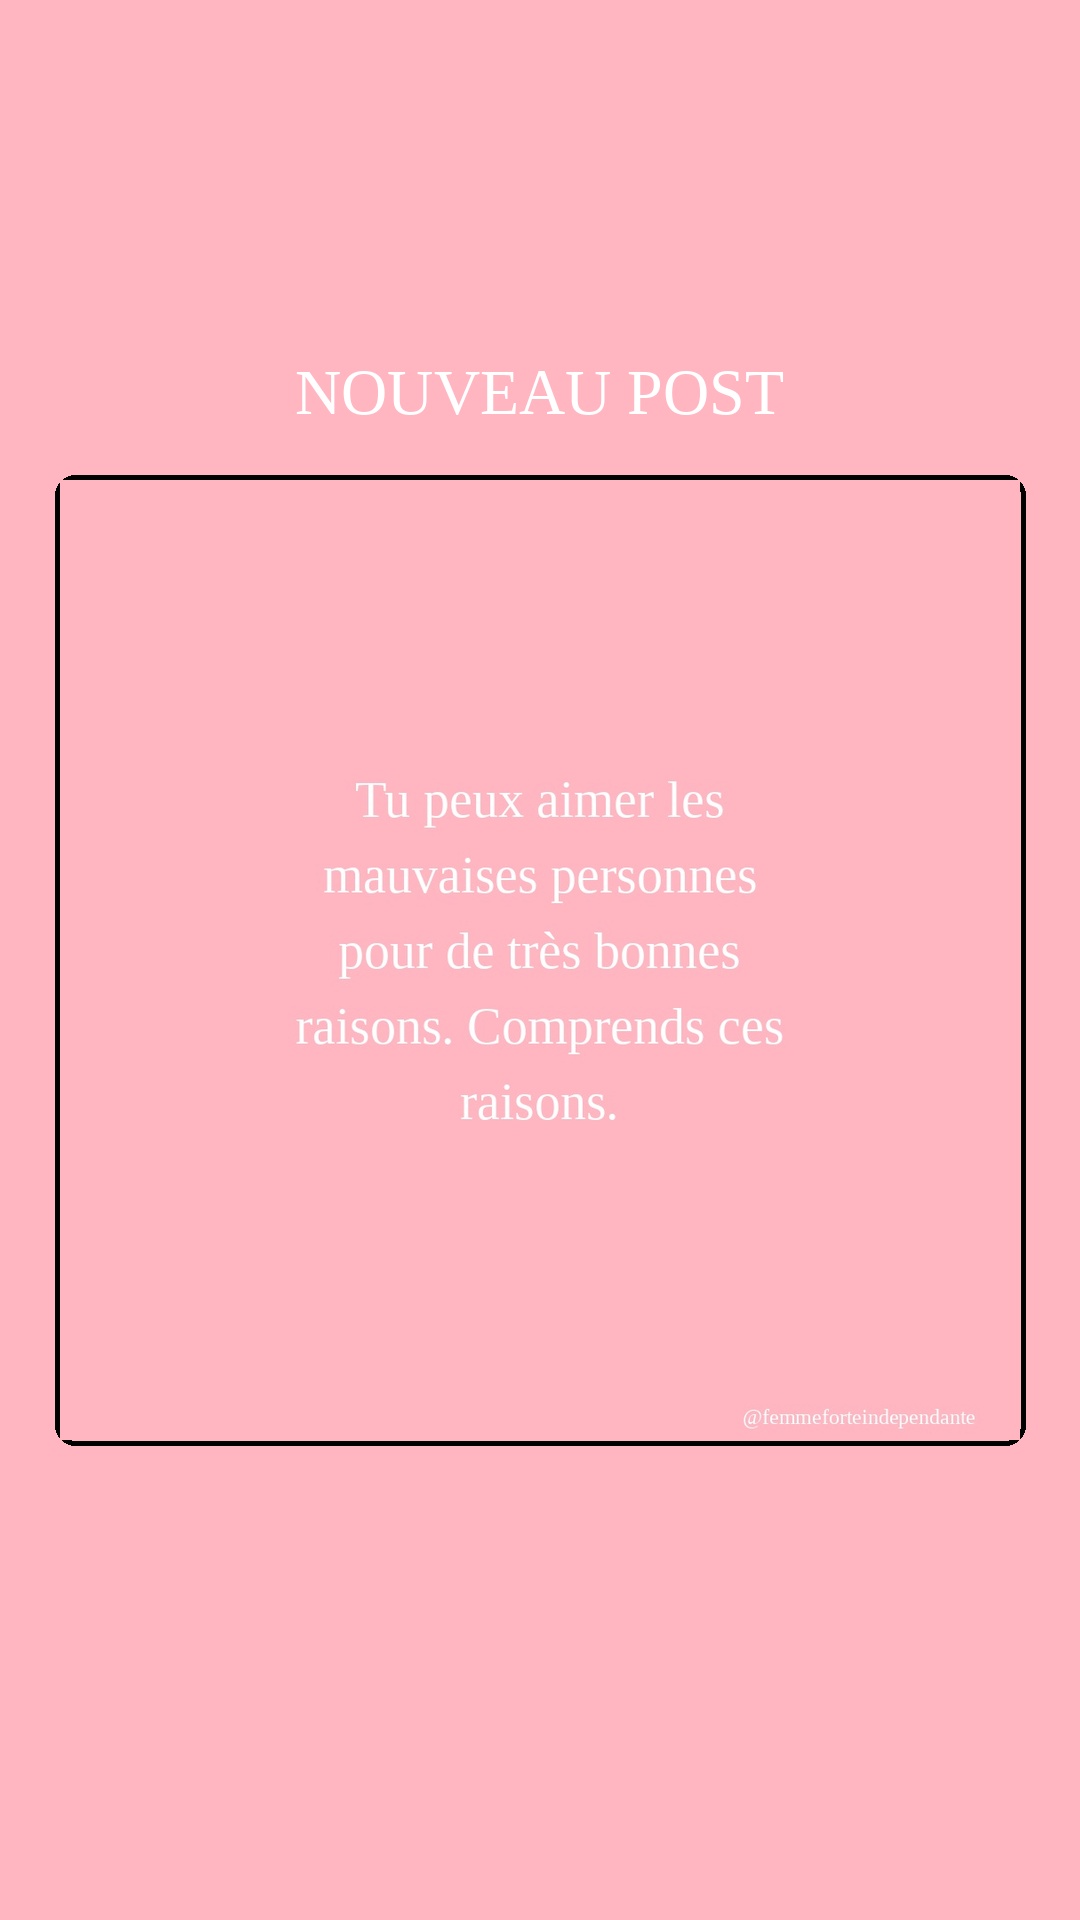 NOUVEAU POST
Tu peux aimer les
mauvaises personnes
pour de très bonnes
raisons. Comprends ces
raisons.
@femmeforteindependante